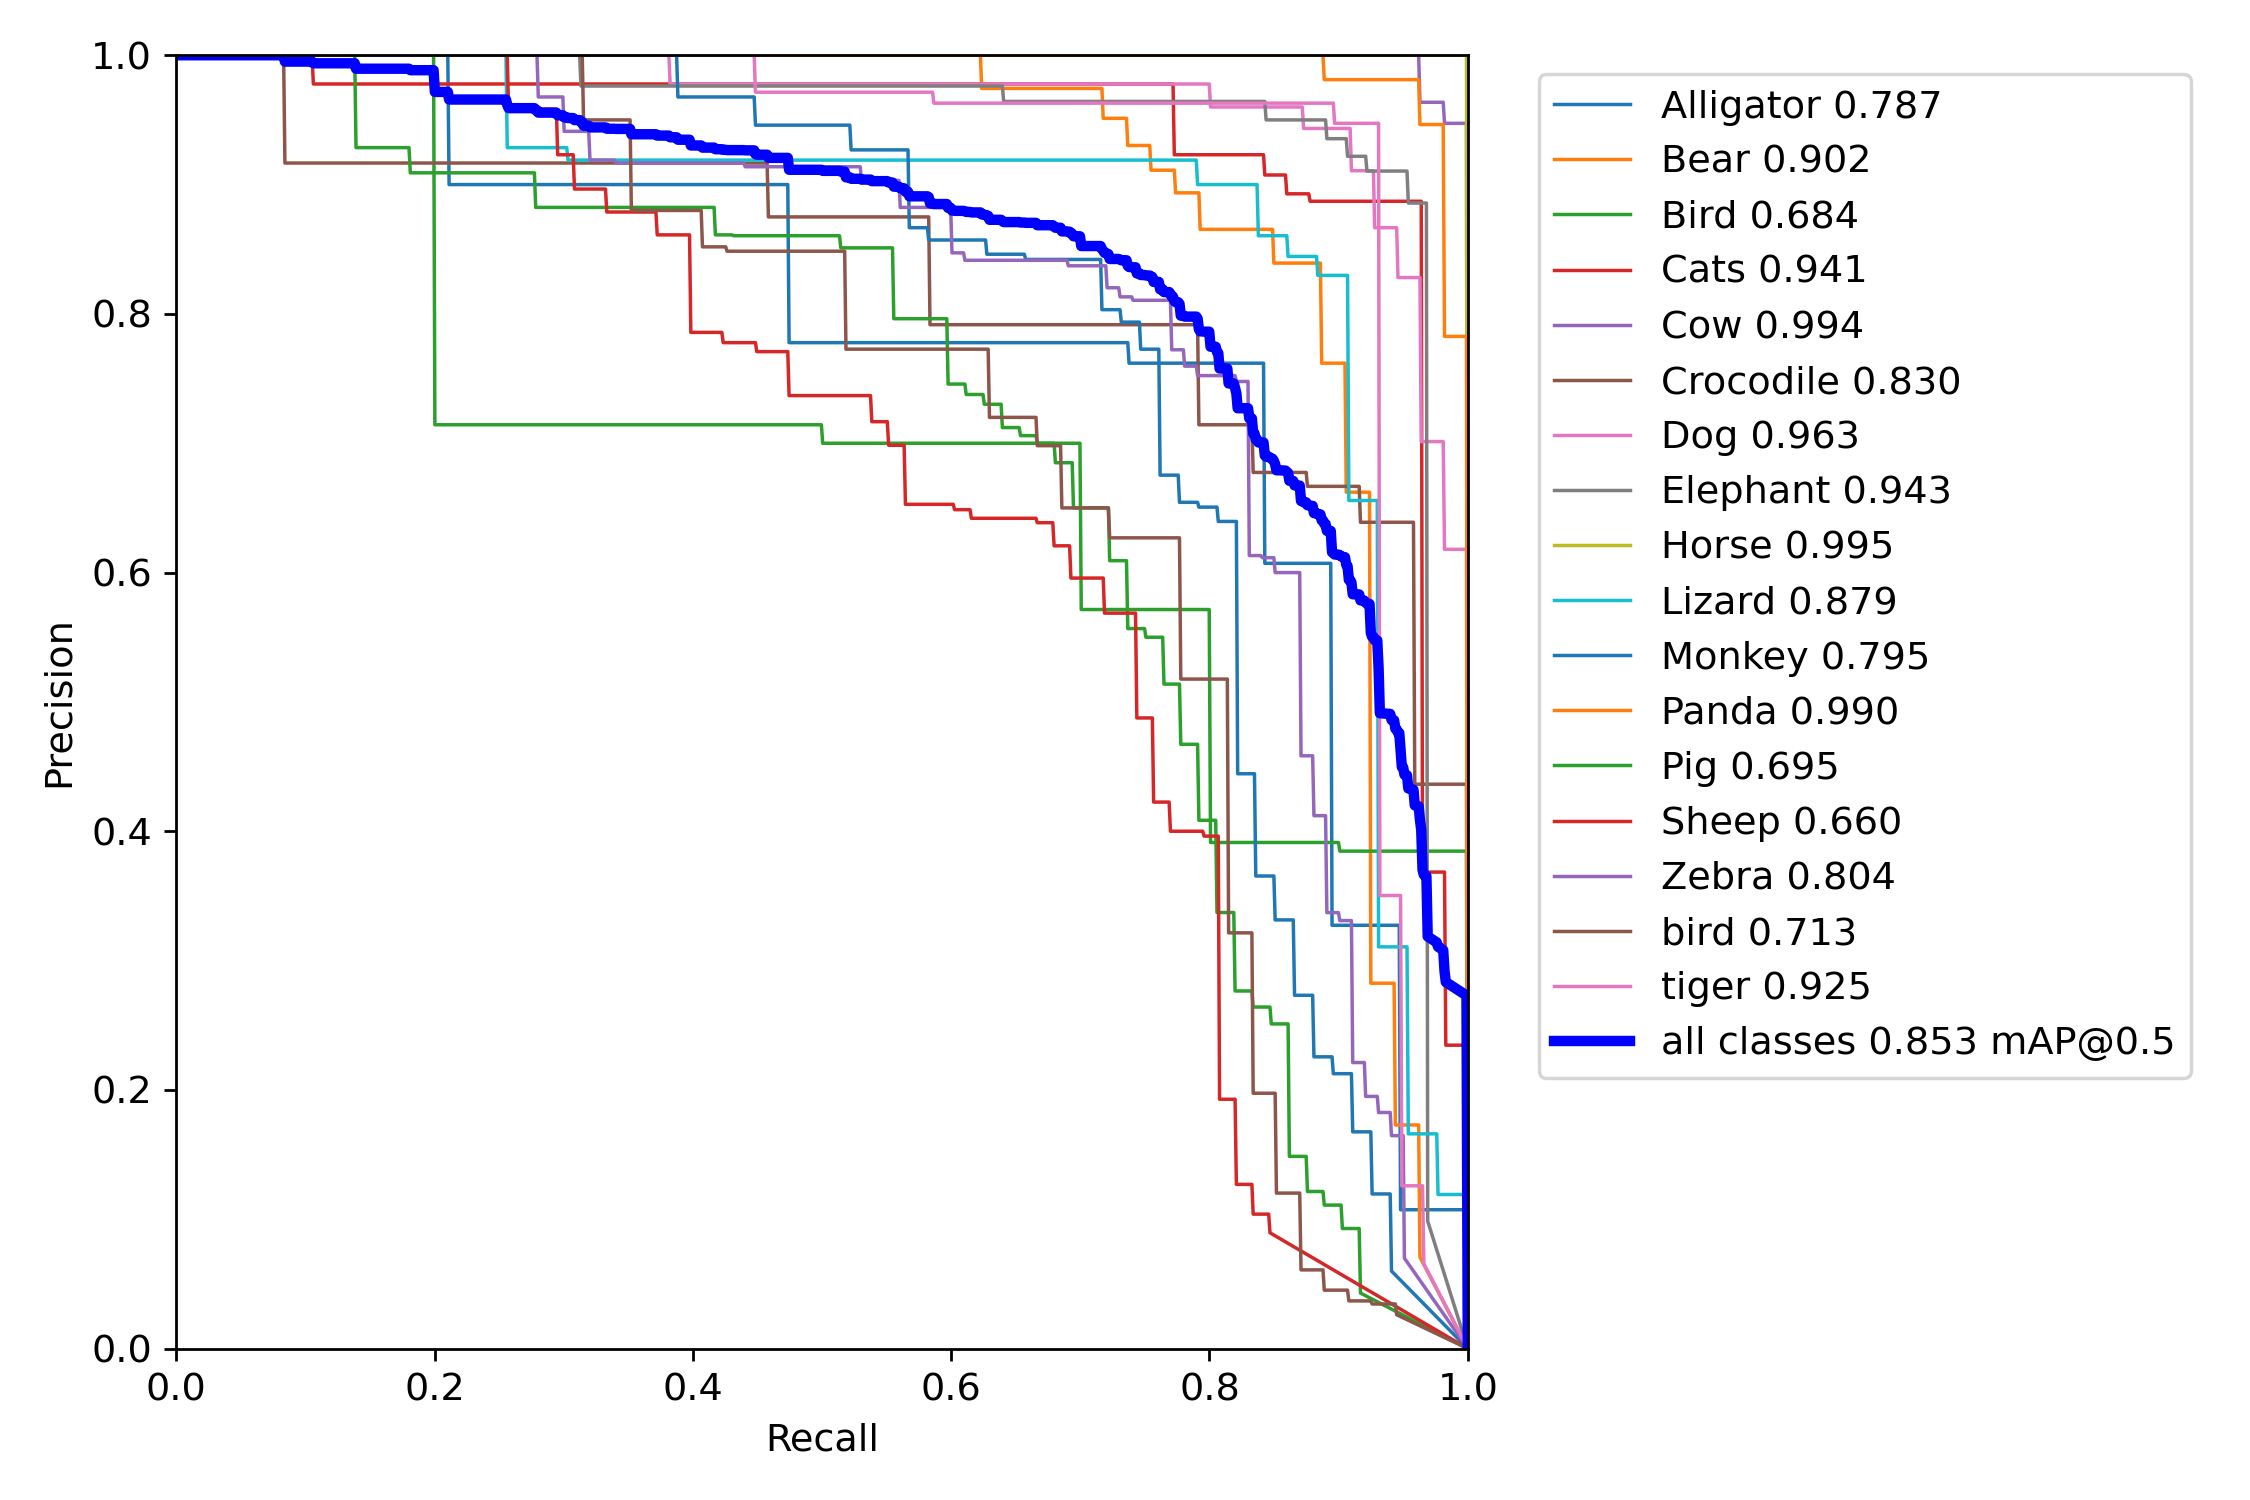 1.0
0.8
0.6
0.4
0.2
0.0
0.0 0.2 0.4 0.6 0.8 1.0
Precision
Recall
Alligator 0.787
Bear 0.902
Bird 0.684
Cats 0.941
Cow 0.994
Crocodile 0.830
Dog 0.963
Elephant 0.943
Horse 0.995
Lizard 0.879
Monkey 0.795
Panda 0.990
Pig 0.695
Sheep 0.660
Zebra 0.804
bird 0.713
tiger 0.925
all classes 0.853 mAP@0.5